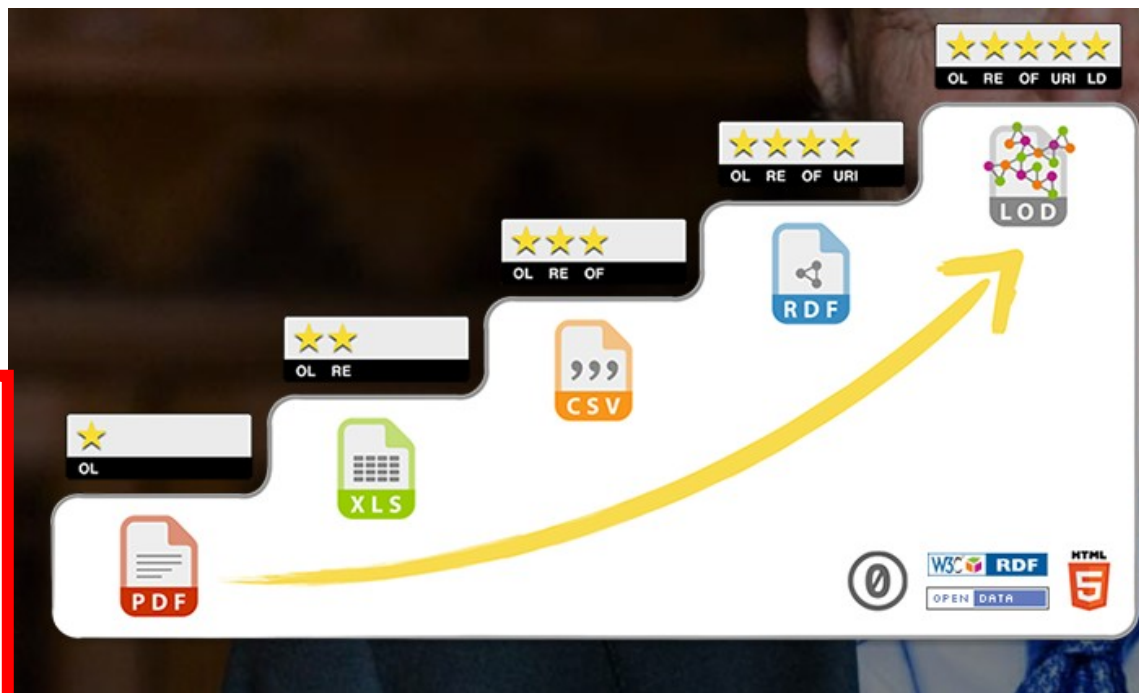 OL RE OF URI LD
LOD
OL RE OF URI
RDF
OL RE OF
CSV
OL RE
XLS
OL
PDF
0
W3C RDF
OPEN DATA
HTML
5